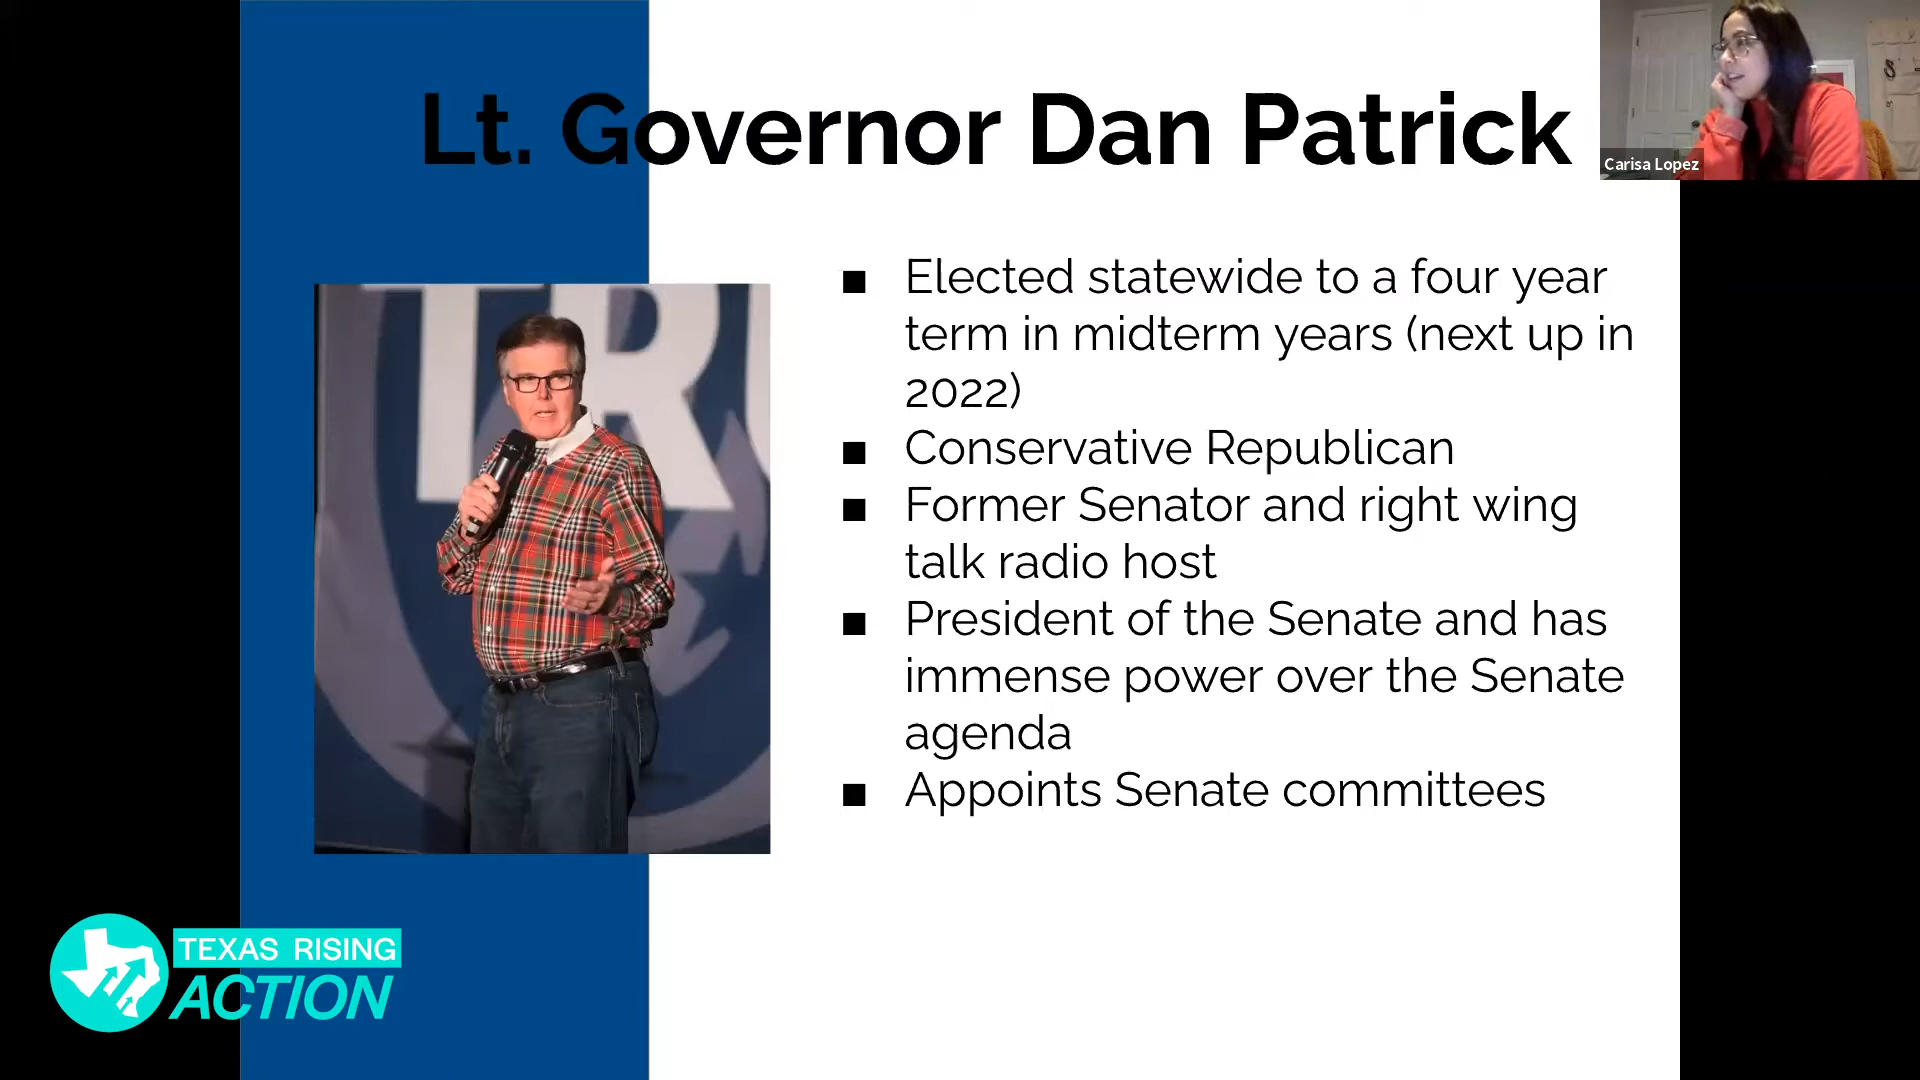 Lt. Governor Dan Patrick
Carisa Lopez
TRU
■ Elected statewide to a four year
term in midterm years (next up in
2022)
■ Conservative Republican
■ Former Senator and right wing
talk radio host
■ President of the Senate and has
immense power over the Senate
agenda
■ Appoints Senate committees
TEXAS RISING
ACTION